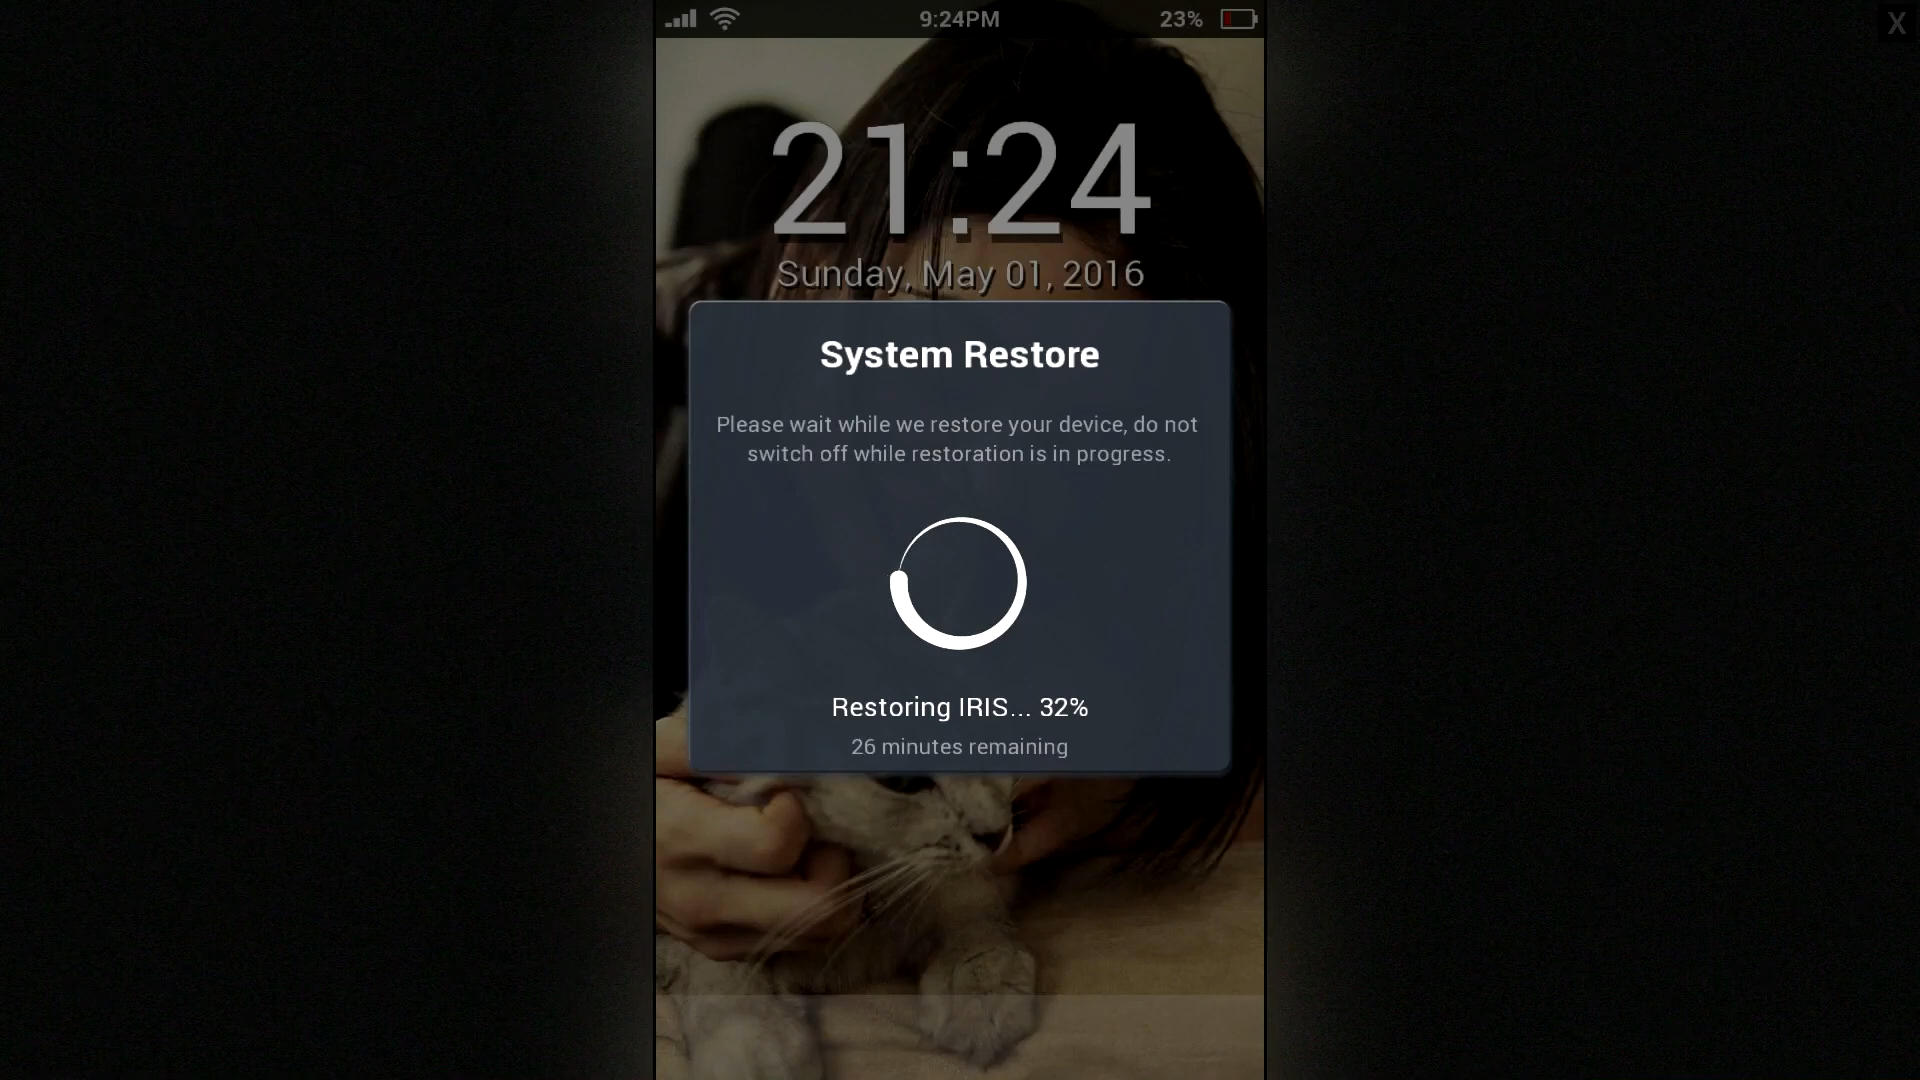 9:24PM 23% X
21:24
Sunday, May 01, 2016
System Restore
Please wait while we restore your device, do not
switch off while restoration is in progress.
Restoring IRIS... 32%
26 minutes remaining